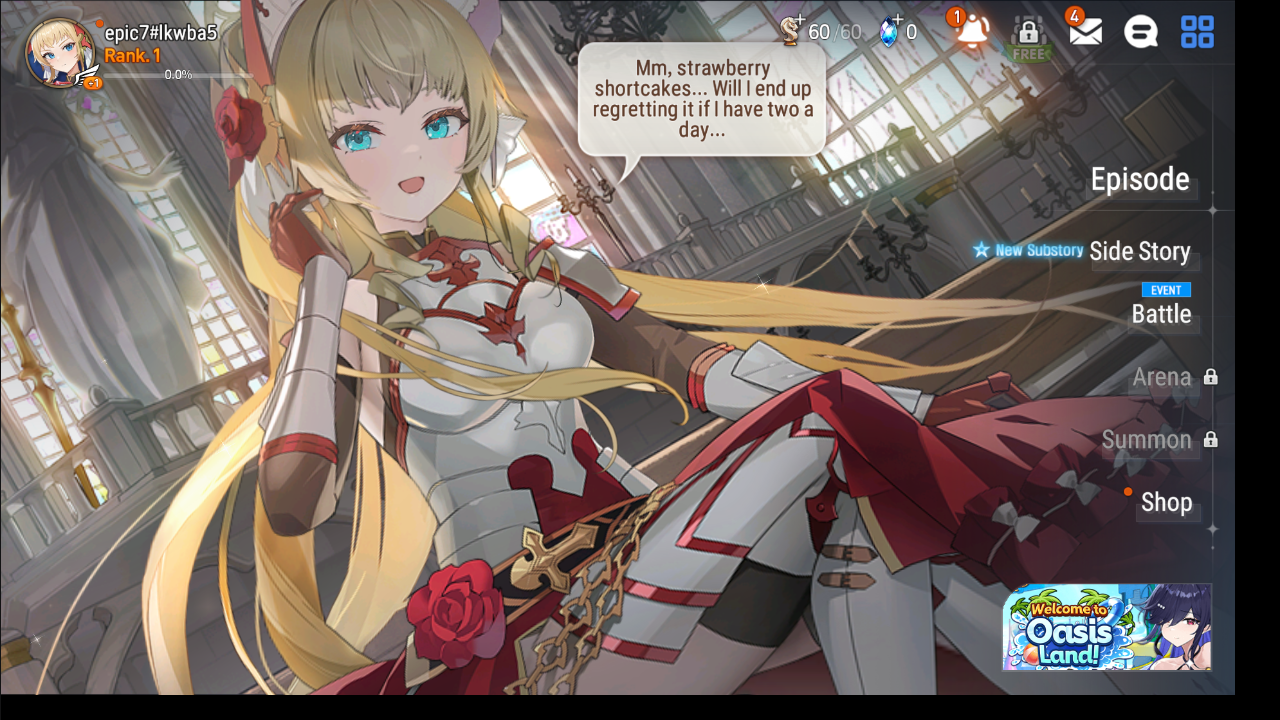 epic7#lkwba5
Rank. 1
0.0%
+1
60/60
0
1
FREE
4
Mm, strawberry
shortcakes... Will I end up
regretting it if I have two a
day...
Episode
New Substory Side Story
EVENT
Battle
Arena
Summon
Shop
Welcome to
Oasis
Land!